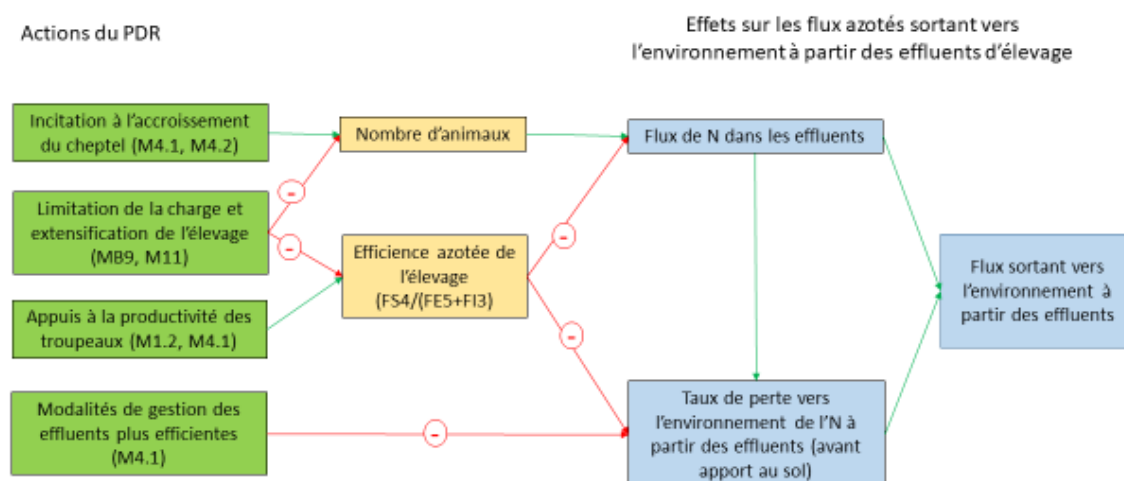 Actions du PDR
Effets sur les flux azotés sortant vers
l'environnement à partir des effluents d'élevage
Incitation à l'accroissement
du cheptel (M4.1, M4.2)
Nombre d'animaux
Flux de N dans les effluents
-
Limitation de la charge et
extensification de l'élevage
(MB9, M11)
-
Efficience azotée de
l'élevage
(FS4/(FE5+FI3)
-
Flux sortant vers
l'environnement à
partir des effluents
Appuis à la productivité des
troupeaux (M1.2, M4.1)
-
Modalités de gestion des
effluents plus efficientes
(M4.1)
-
Taux de perte vers
l'environnement de l'N à
partir des effluents (avant
apport au sol)